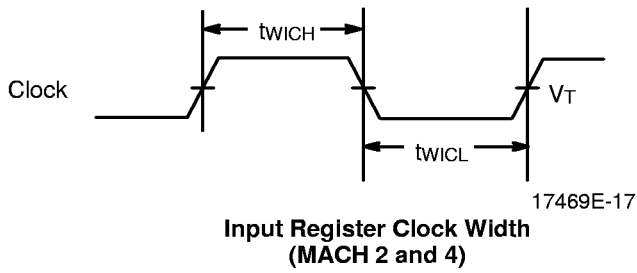 tWICH
Clock
VT
tWICL
17469E-17
Input Register Clock Width
(MACH 2 and 4)